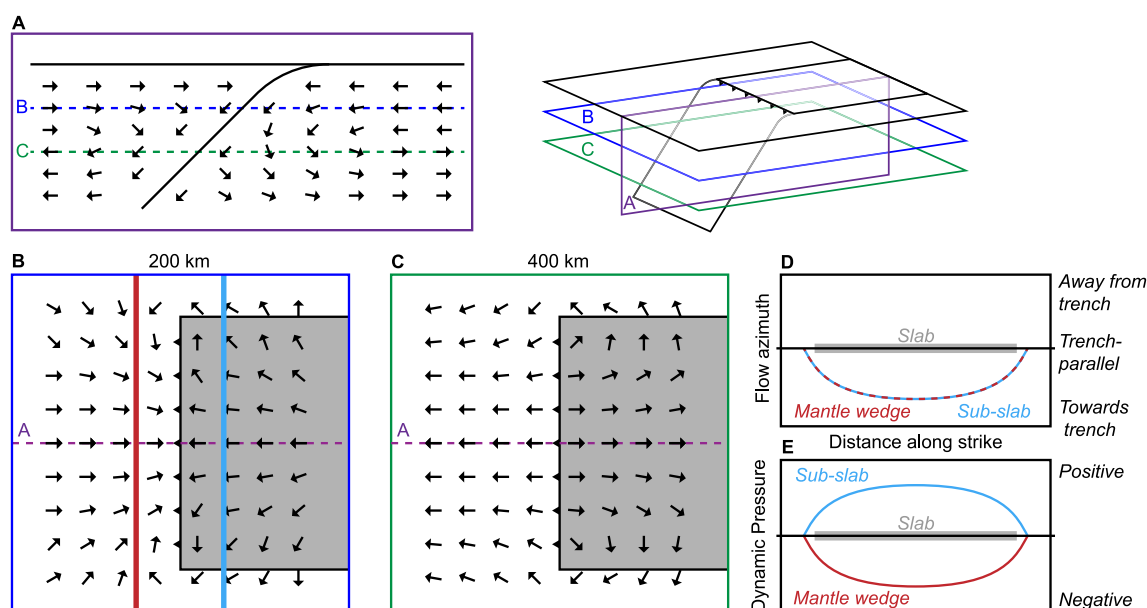 A
B
C
B
C
A
B
200 km
A
C
400 km
A
D
Flow azimuth
Slab
Mantle wedge
Sub-slab
Away from
trench
Trench-
parallel
Towards
trench
Distance along strike
E
Dynamic Pressure
Sub-slab
Slab
Mantle wedge
Positive
Negative